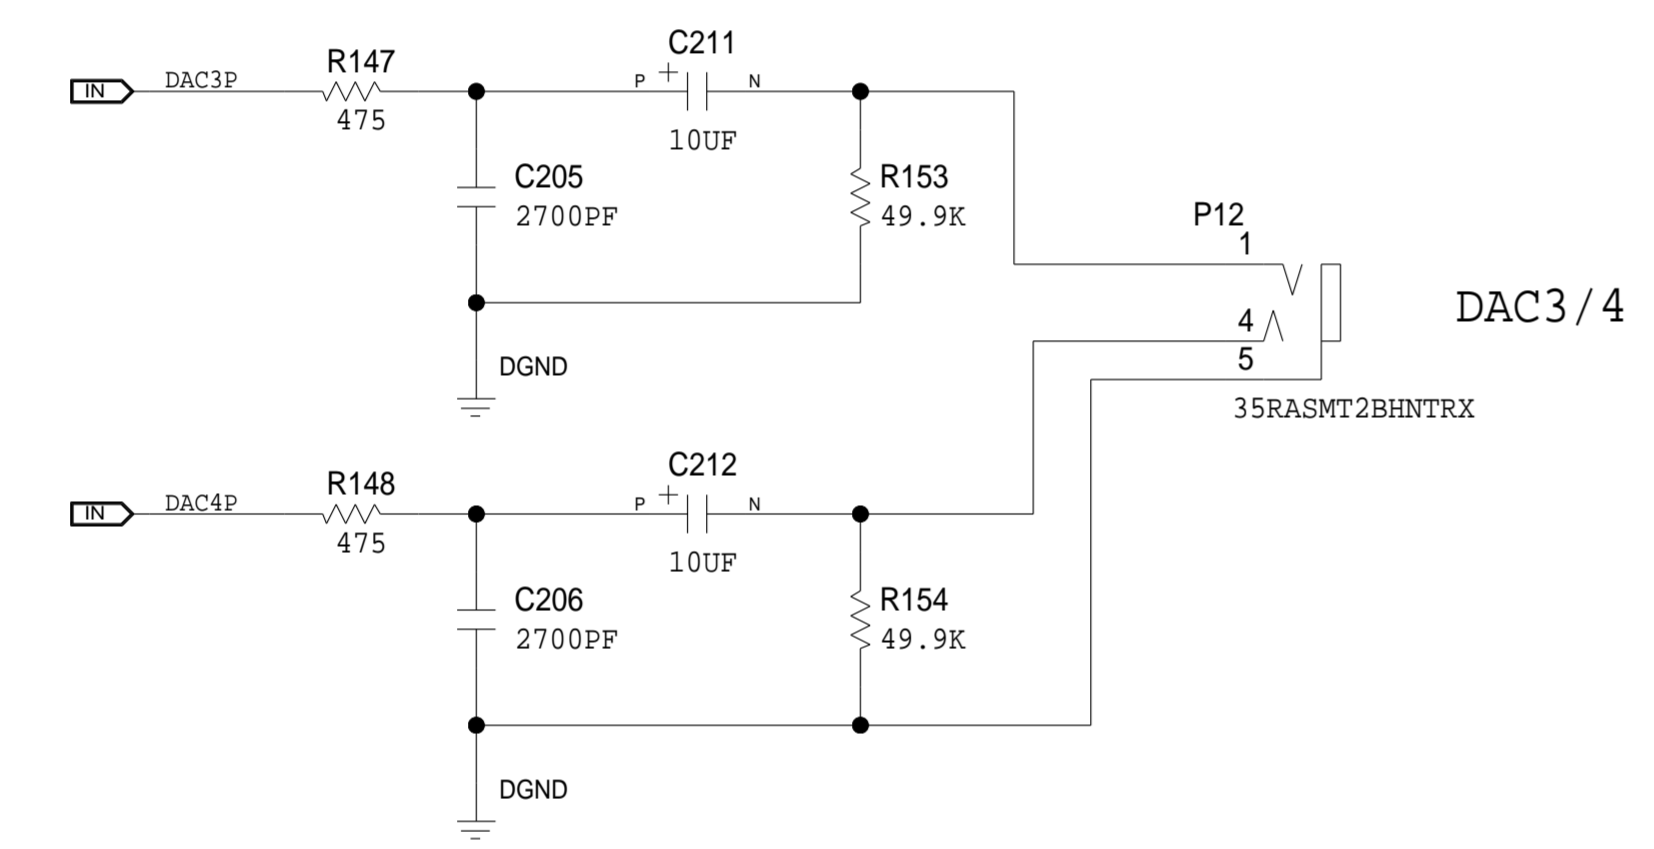 C211
R147
IN
DAC3P
P
+
N
475
10UF
C205
2700PF
R153
49.9K
P12
1
4
5
DAC3/4
DGND
35RASMT2BHNTRX
C212
R148
IN
DAC4P
P
+
N
475
10UF
C206
2700PF
R154
49.9K
DGND